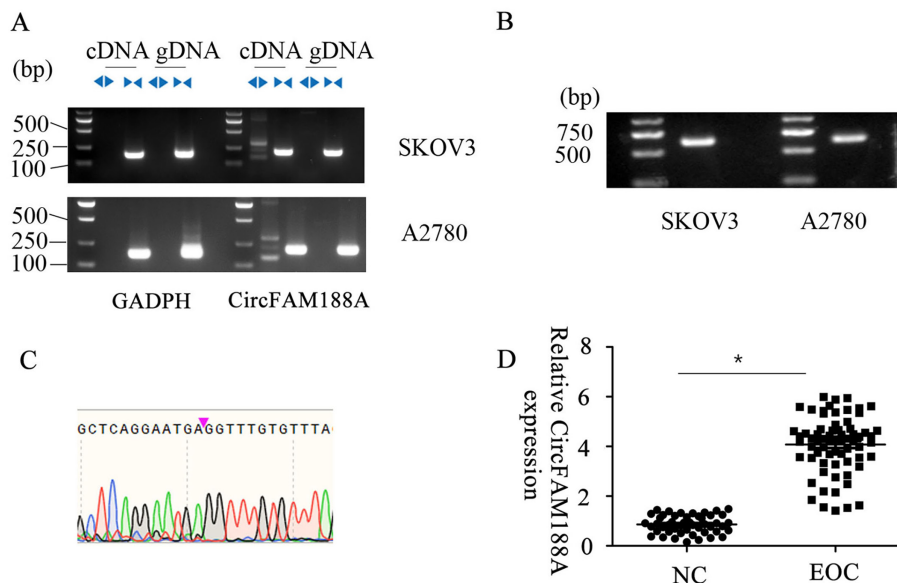 A
cDNA gDNA cDNA gDNA
(bp)
500
250
100
SKOV3
500
250
100
A2780
GADPH CircFAM188A
B
(bp)
750
500
SKOV3 A2780
C
GCTCAGGAATGAGGTTTGTGTTTA
D
Relative CircFAM188A
expression
8
6
4
2
0
*
NC EOC